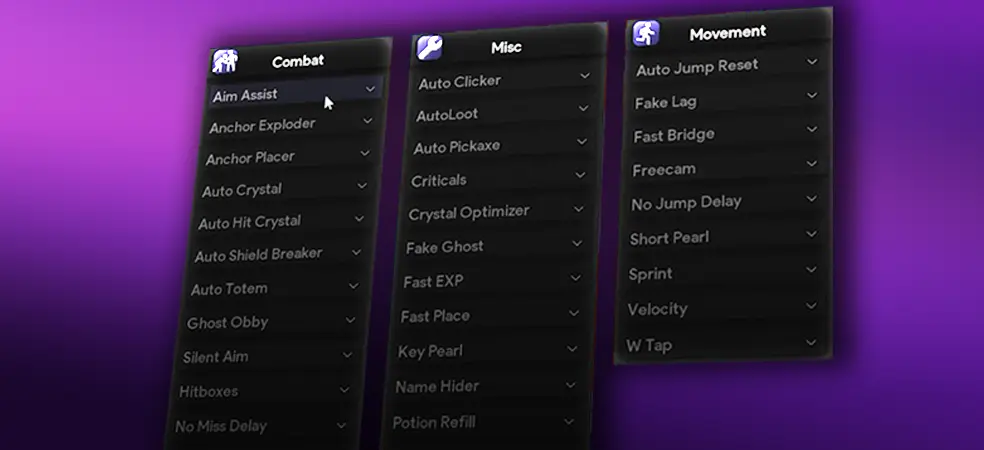 Combat
Aim Assist
Anchor Exploder
Anchor Placer
Auto Crystal
Auto Hit Crystal
Auto Shield Breaker
Auto Totem
Ghost Obby
Silent Aim
Hitboxes
No Miss Delay
Misc
Auto Clicker
AutoLoot
Auto Pickaxe
Criticals
Crystal Optimizer
Fake Ghost
Fast EXP
Fast Place
Key Pearl
Name Hider
Potion Refill
Movement
Auto Jump Reset
Fake Lag
Fast Bridge
Freecam
No Jump Delay
Short Pearl
Sprint
Velocity
W Tap